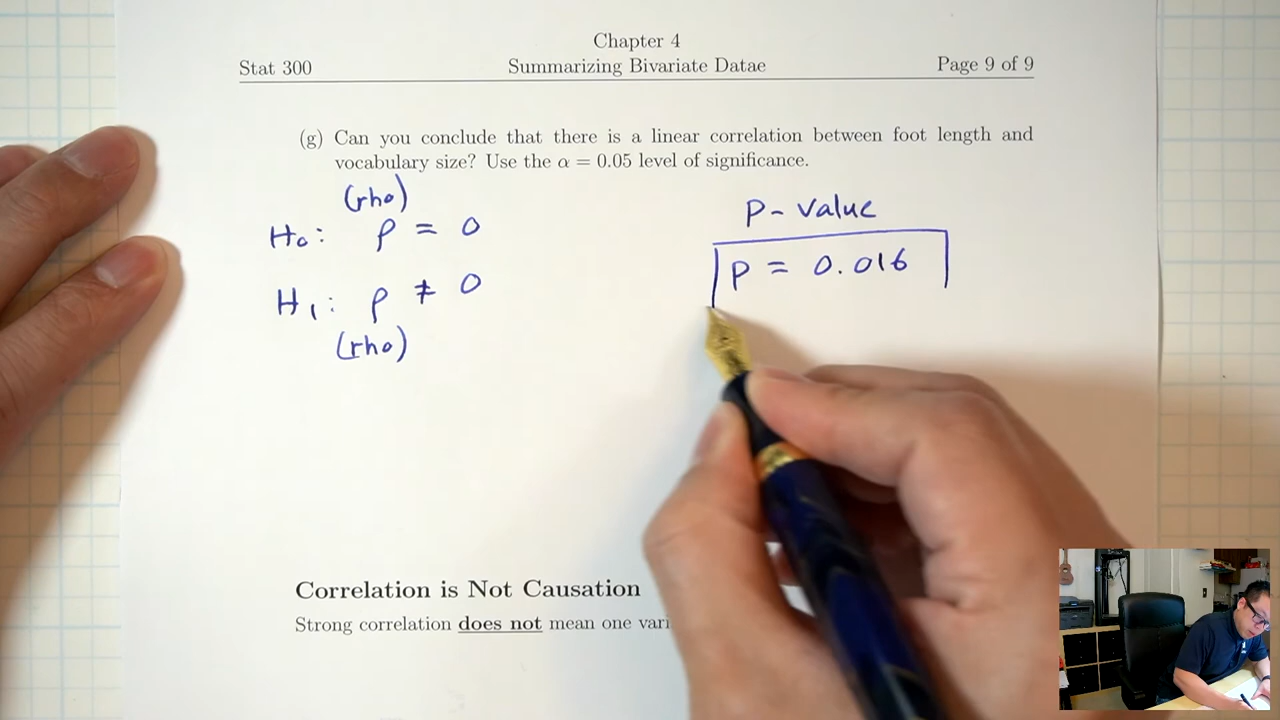 Chapter 4
Stat 300 Summarizing Bivariate Datae Page 9 of 9
(g) Can you conclude that there is a linear correlation between foot length and
vocabulary size? Use the α = 0.05 level of significance.
(rho)
H₀: ρ = 0
H₁: ρ ≠ 0
(rho)
P-value
P = 0.016
Correlation is Not Causation
Strong correlation does not mean one